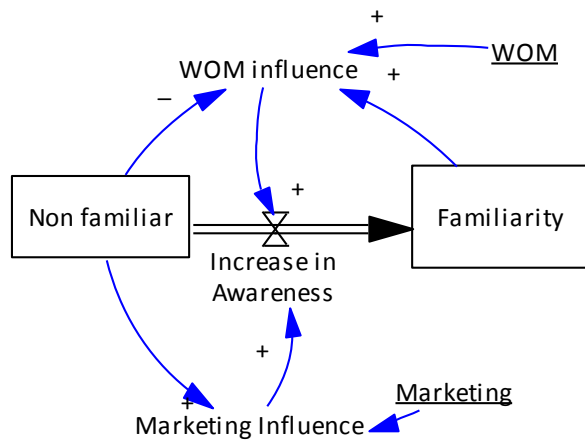 +
WOM
WOM influence
+
–
+
Non familiar
Familiarity
Increase in
Awareness
+
+
Marketing
Marketing Influence